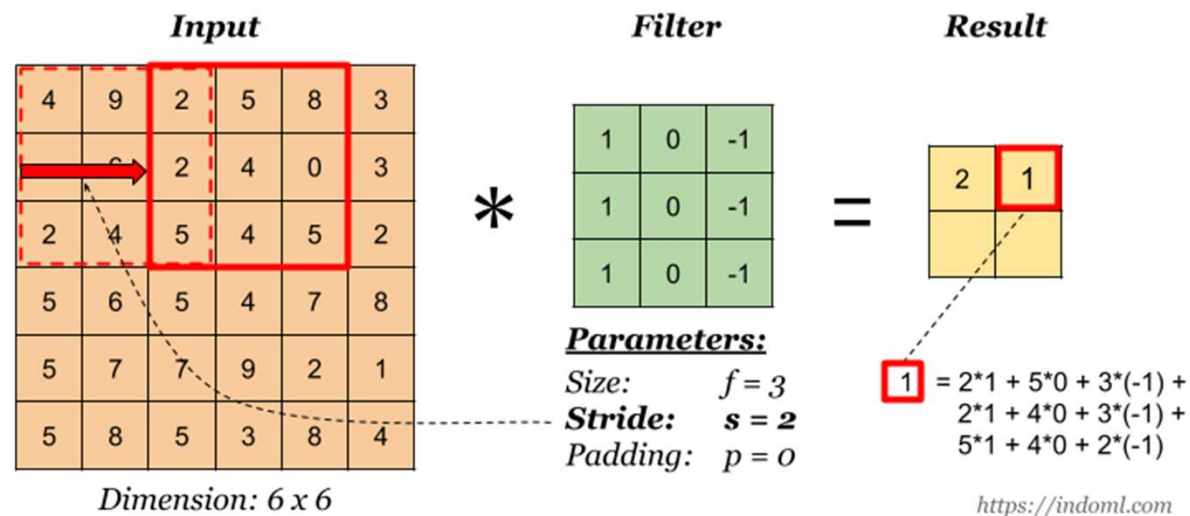 Input Filter Result
4 9 2 5 8 3
2 4 0 3
2 4 5 4 5 2
5 6 5 4 7 8
5 7 7 9 2 1
5 8 5 3 8 4
Dimension: 6 x 6
*
1 0 -1
1 0 -1
1 0 -1
Parameters:
Size: f = 3
Stride: s = 2
Padding: p = 0
=
2 1
1 = 2*1 + 5*0 + 3*(-1) +
2*1 + 4*0 + 3*(-1) +
5*1 + 4*0 + 2*(-1)
https://indoml.com